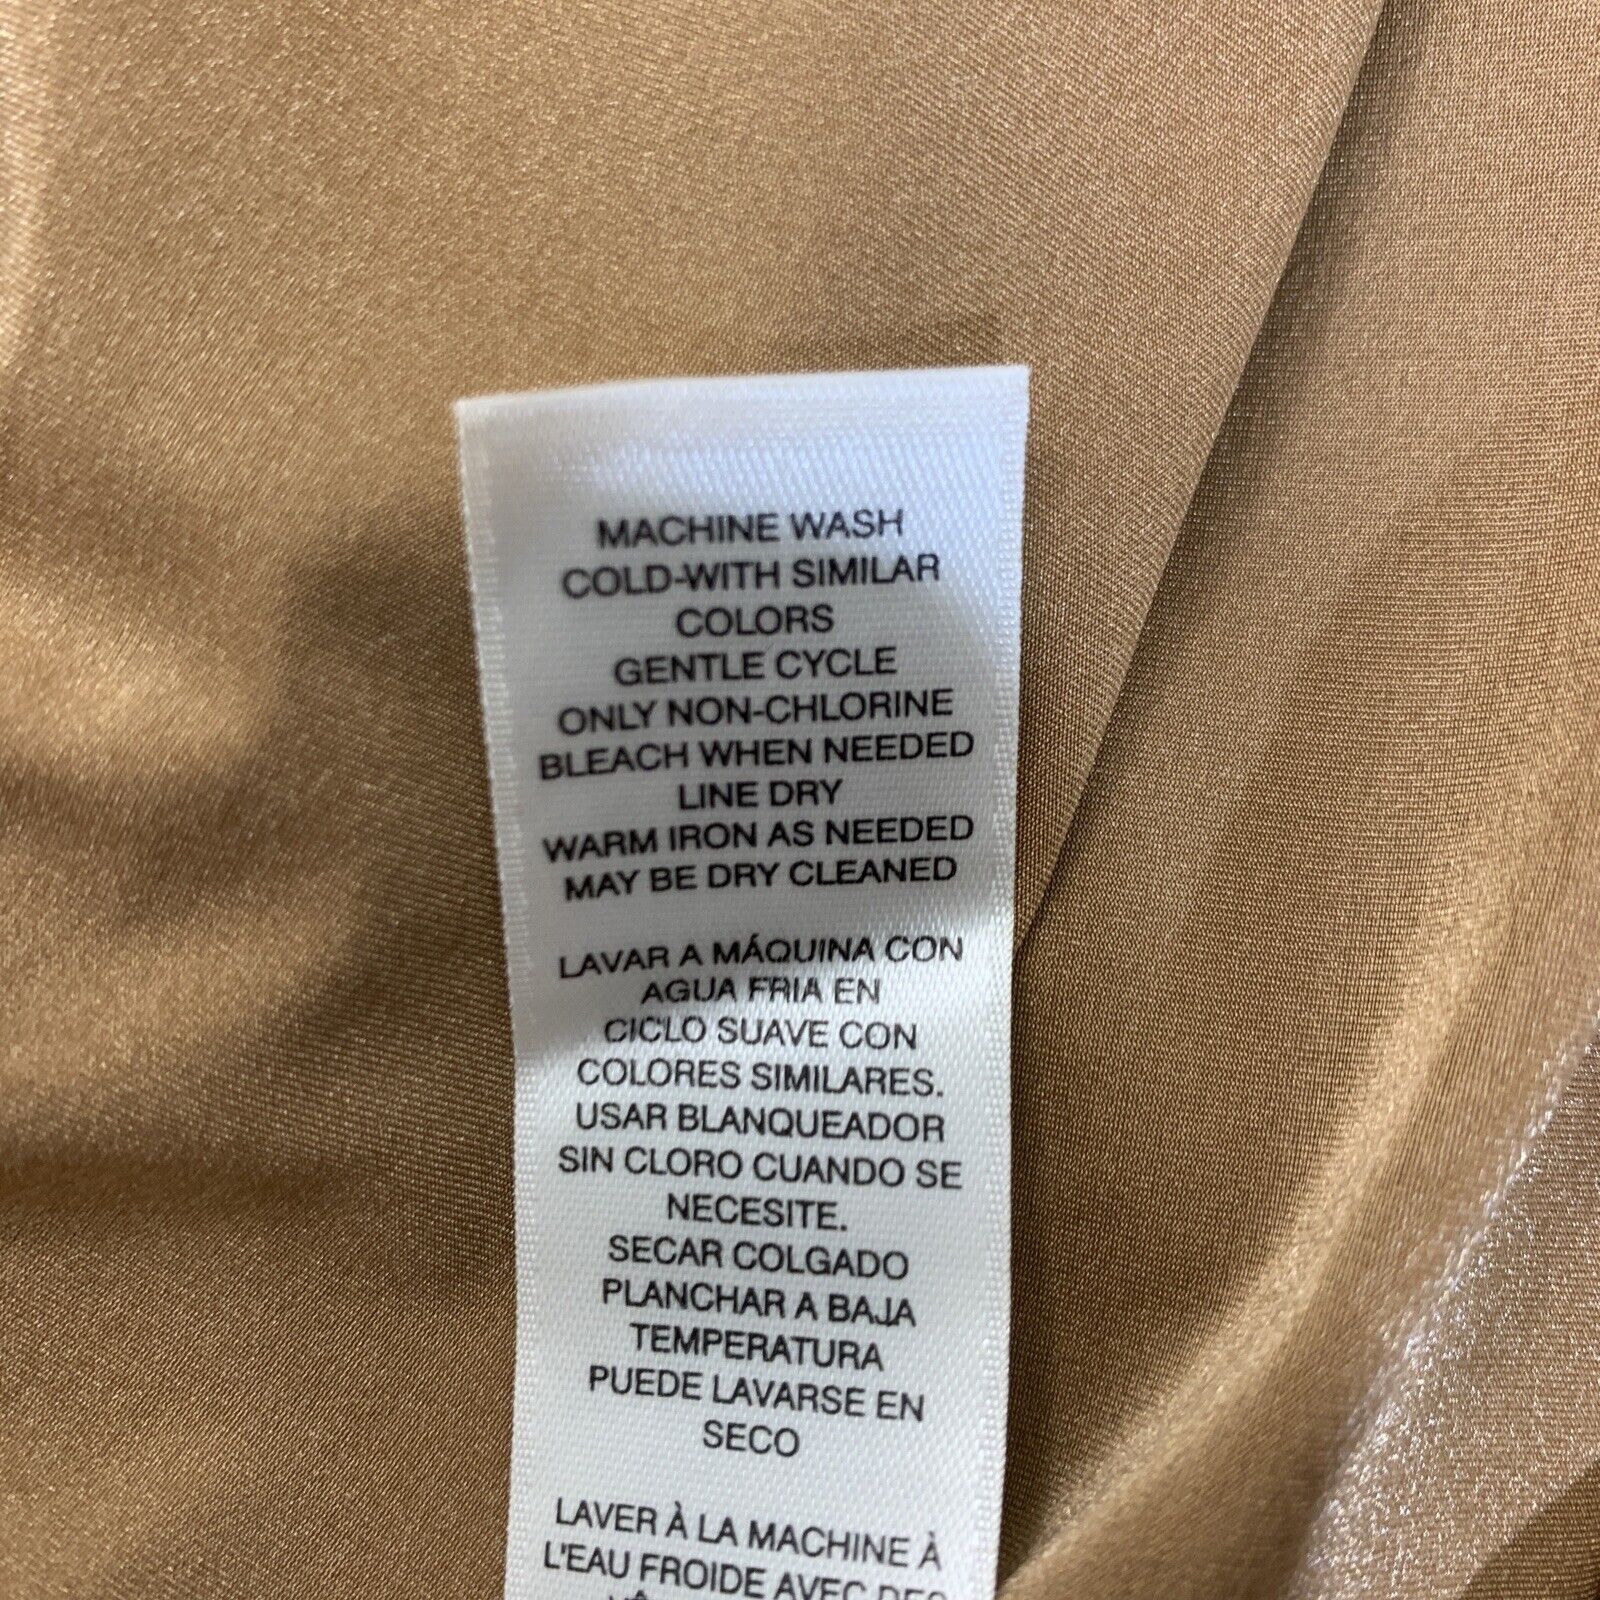 MACHINE WASH
COLD-WITH SIMILAR
COLORS
GENTLE CYCLE
ONLY NON-CHLORINE
BLEACH WHEN NEEDED
LINE DRY
WARM IRON AS NEEDED
MAY BE DRY CLEANED
LAVAR A MÁQUINA CON
AGUA FRIA EN
CICLO SUAVE CON
COLORES SIMILARES.
USAR BLANQUEADOR
SIN CLORO CUANDO SE
NECESITE.
SECAR COLGADO
PLANCHAR A BAJA
TEMPERATURA
PUEDE LAVARSE EN
SECO
LAVER À LA MACHINE À
L'EAU FROIDE AVEC DES